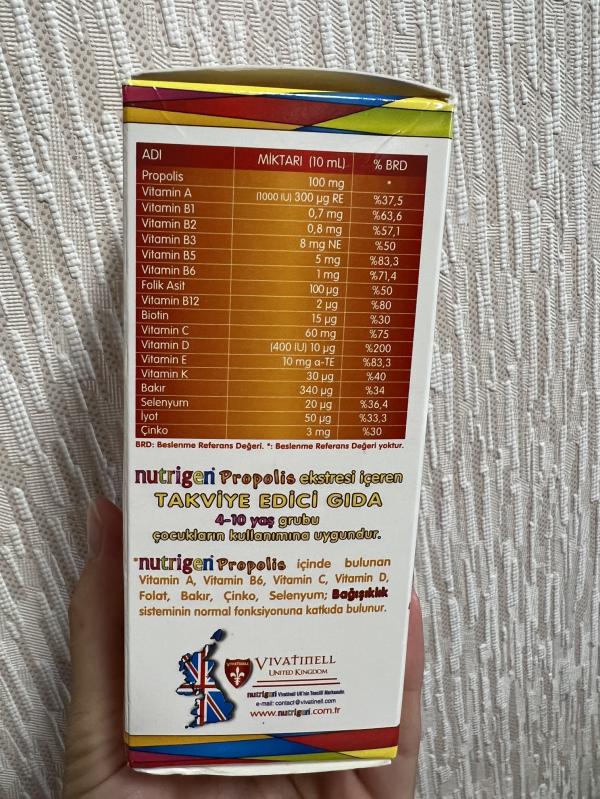 ADI MİKTARI (10 mL) % BRD
Propolis 100 mg *
Vitamin A (1000 IU) 300 µg RE %37,5
Vitamin B1 0,7 mg %63,6
Vitamin B2 0,8 mg %57,1
Vitamin B3 8 mg NE %50
Vitamin B5 5 mg %83,3
Vitamin B6 1 mg %71,4
Folik Asit 100 µg %50
Vitamin B12 2 µg %80
Biotin 15 µg %30
Vitamin C 60 mg %75
Vitamin D (400 IU) 10 µg %200
Vitamin E 10 mg α-TE %83,3
Vitamin K 30 µg %40
Bakır 340 µg %34
Selenyum 20 µg %36,4
İyot 50 µg %33,3
Çinko 3 mg %30
BRD: Beslenme Referans Değeri. *: Beslenme Referans Değeri yoktur.
nutrigen Propolis ekstresi içeren
TAKVİYE EDİCİ GIDA
4-10 yaş grubu
çocukların kullanımına uygundur.
*nutrigen Propolis içinde bulunan
Vitamin A, Vitamin B6, Vitamin C, Vitamin D,
Folat, Bakır, Çinko, Selenyum; Bağışıklık
sisteminin normal fonksiyonuna katkıda bulunur.
VIVATINELL
VIVATINELL
UNITED KINGDOM
nutrigen Vivatinell UK'nin Tescilli Markasıdır.
e-mail: contact@vivatinell.com
www.nutrigen.com.tr